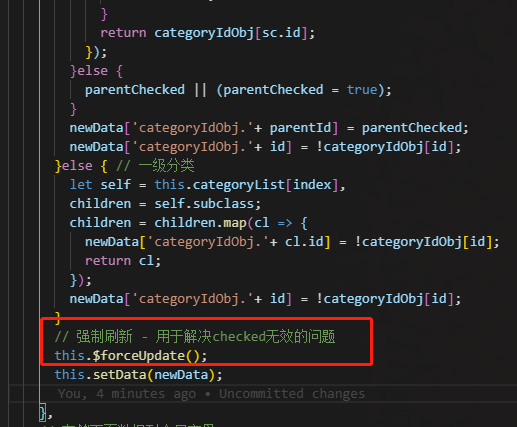 }
return categoryIdObj[sc.id];
});
}else {
parentChecked || (parentChecked = true);
}
newData['categoryIdObj.'+ parentId] = parentChecked;
newData['categoryIdObj.'+ id] = !categoryIdObj[id];
}else { // 一级分类
let self = this.categoryList[index],
children = self.subclass;
children = children.map(cl => {
newData['categoryIdObj.'+ cl.id] = !categoryIdObj[id];
return cl;
});
newData['categoryIdObj.'+ id] = !categoryIdObj[id];
}
// 强制刷新 - 用于解决checked无效的问题
this.$forceUpdate();
this.setData(newData);
You, 4 minutes ago • Uncommitted changes
},